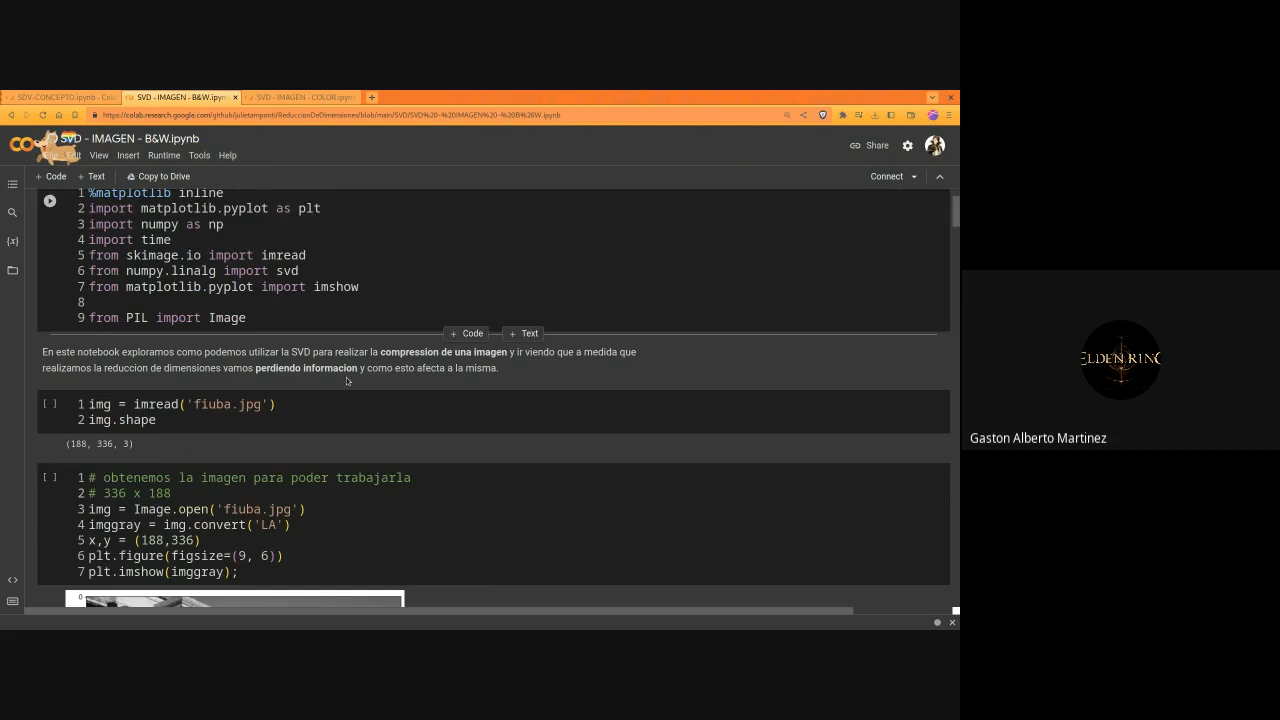 SDV-CONCEPTO.ipynb - Cola
SVD - IMAGEN - B&W.ipynb
SVD - IMAGEN - COLOR.ipynb
https://colab.research.google.com/github/julietamponti/ReduccionDeDimensiones/blob/main/SVD/SVD%20-%20IMAGEN%20-%20B%26W.ipynb
CO SVD - IMAGEN - B&W.ipynb
File Edit View Insert Runtime Tools Help
Share
+ Code + Text Copy to Drive
Connect
1 %matplotlib inline
2 import matplotlib.pyplot as plt
3 import numpy as np
4 import time
5 from skimage.io import imread
6 from numpy.linalg import svd
7 from matplotlib.pyplot import imshow
8
9 from PIL import Image
+ Code + Text
En este notebook exploramos como podemos utilizar la SVD para realizar la compression de una imagen y ir viendo que a medida que
realizamos la reduccion de dimensiones vamos perdiendo informacion y como esto afecta a la misma.
[ ] 1 img = imread('fiuba.jpg')
2 img.shape
(188, 336, 3)
[ ] 1 # obtenemos la imagen para poder trabajarla
2 # 336 x 188
3 img = Image.open('fiuba.jpg')
4 imggray = img.convert('LA')
5 x,y = (188,336)
6 plt.figure(figsize=(9, 6))
7 plt.imshow(imggray);
0
ELDEN RING
Gaston Alberto Martinez